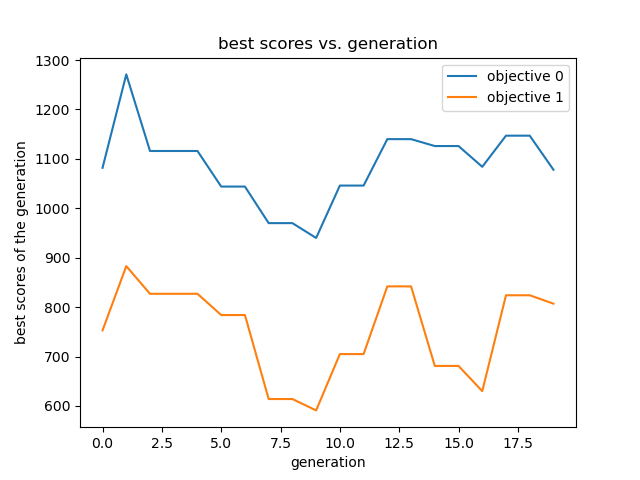 best scores vs. generation
objective 0
objective 1
best scores of the generation
1300
1200
1100
1000
900
800
700
600
0.0 2.5 5.0 7.5 10.0 12.5 15.0 17.5
generation